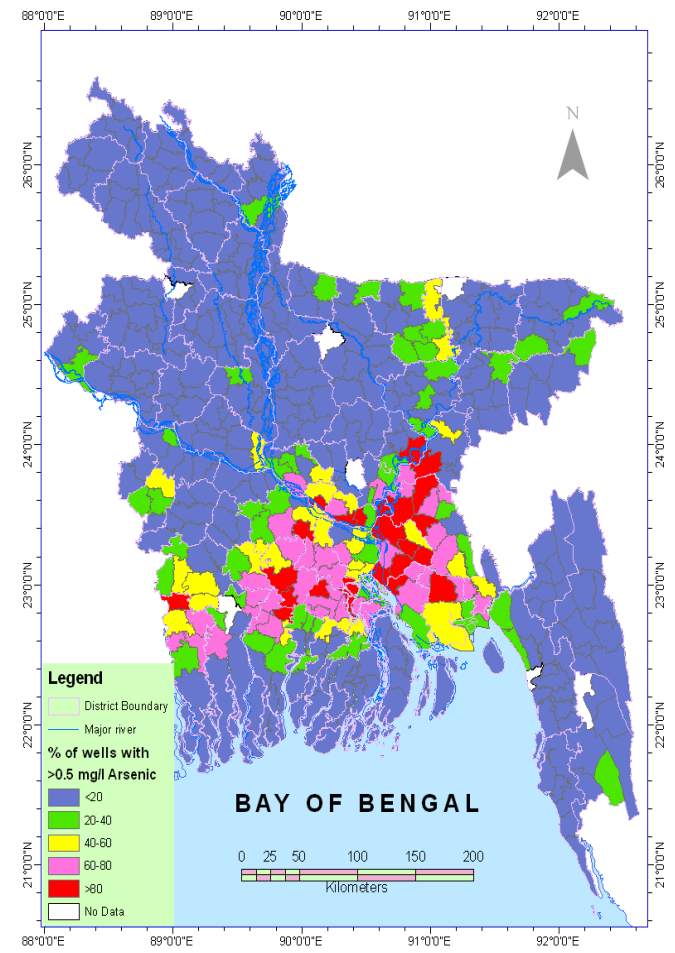 88°0'0"E 89°0'0"E 90°0'0"E 91°0'0"E 92°0'0"E
N
26°0'0"N 26°0'0"N
25°0'0"N 25°0'0"N
24°0'0"N 24°0'0"N
23°0'0"N 23°0'0"N
22°0'0"N 22°0'0"N
21°0'0"N 21°0'0"N
Legend
District Boundary
Major river
% of wells with
>0.5 mg/l Arsenic
<20
20-40
40-60
60-80
>80
No Data
BAY OF BENGAL
0 25 50 100 150 200
Kilometers
88°0'0"E 89°0'0"E 90°0'0"E 91°0'0"E 92°0'0"E